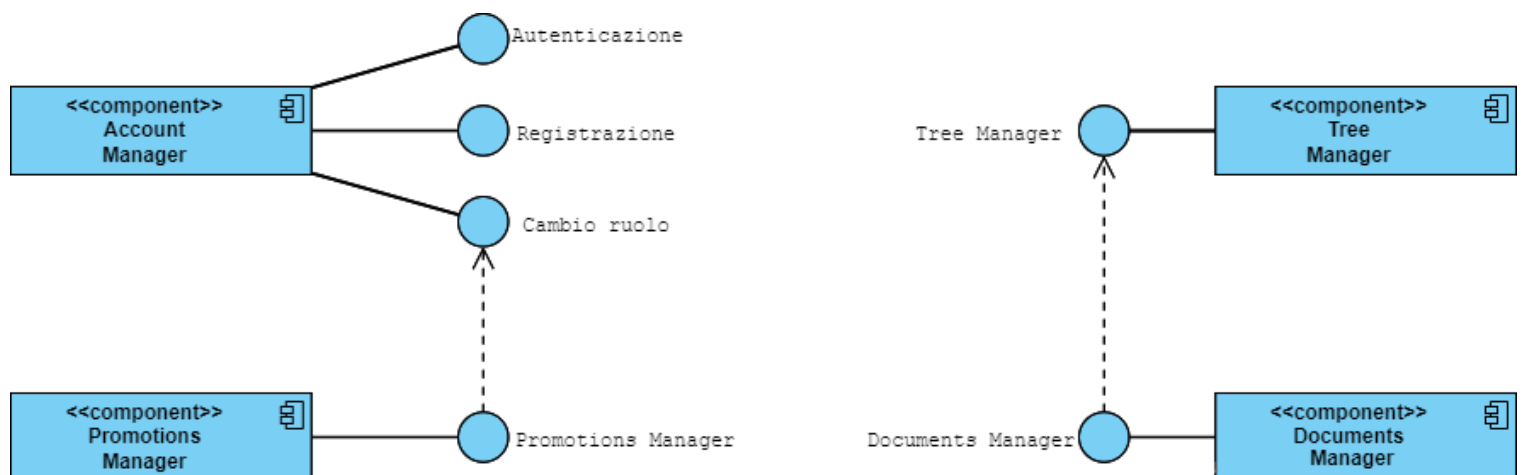 Autenticazione
<<component>>
Account
Manager
Registrazione
Cambio ruolo
<<component>>
Promotions
Manager
Promotions Manager
Tree Manager
<<component>>
Tree
Manager
Documents Manager
<<component>>
Documents
Manager